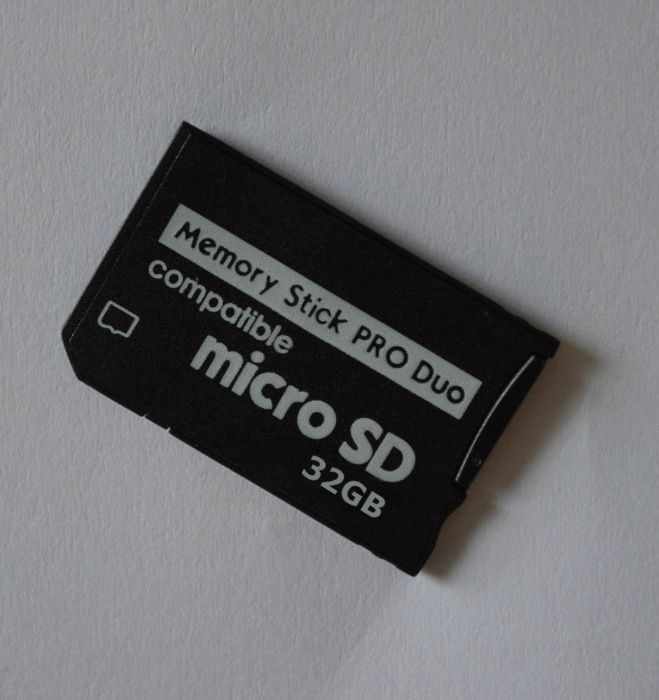 Memory Stick PRO Duo
compatible
micro SD
32GB